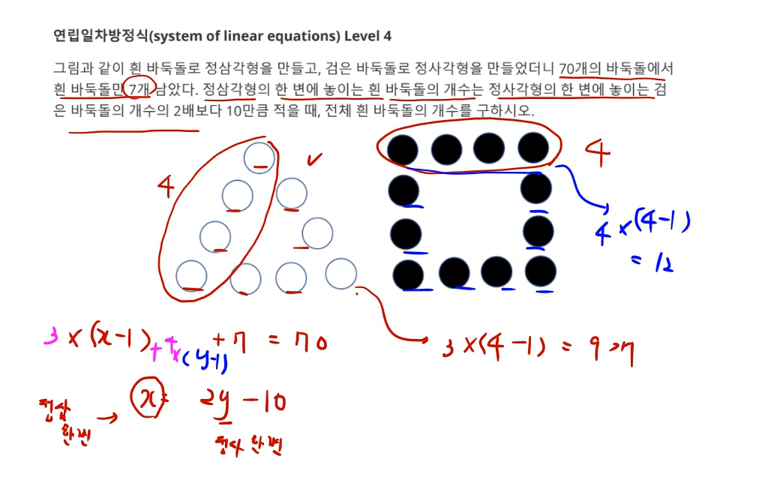 연립일차방정식(system of linear equations) Level 4
그림과 같이 흰 바둑돌로 정삼각형을 만들고, 검은 바둑돌로 정사각형을 만들었더니 70개의 바둑돌에서
흰 바둑돌만 7개 남았다. 정삼각형의 한 변에 놓이는 흰 바둑돌의 개수는 정사각형의 한 변에 놓이는 검
은 바둑돌의 개수의 2배보다 10만큼 적을 때, 전체 흰 바둑돌의 개수를 구하시오.
4
4
4×(4-1)
= 12
3×(x-1)+4×(y-1)+7 = 70
3×(4-1) = 9
x = 2y-10
정삼
한변
정사 한변